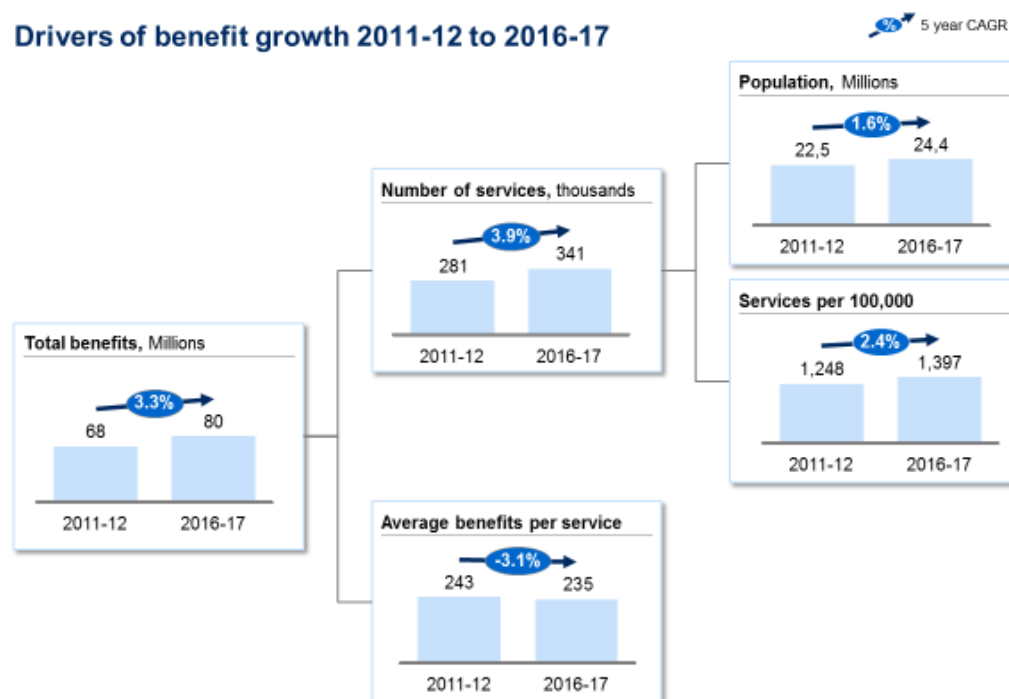 Drivers of benefit growth 2011-12 to 2016-17
% 5 year CAGR
Population, Millions
1.6%
22,5 24,4
2011-12 2016-17
Number of services, thousands
3.9%
281 341
2011-12 2016-17
Services per 100,000
2.4%
1,248 1,397
2011-12 2016-17
Total benefits, Millions
3.3%
68 80
2011-12 2016-17
Average benefits per service
-3.1%
243 235
2011-12 2016-17